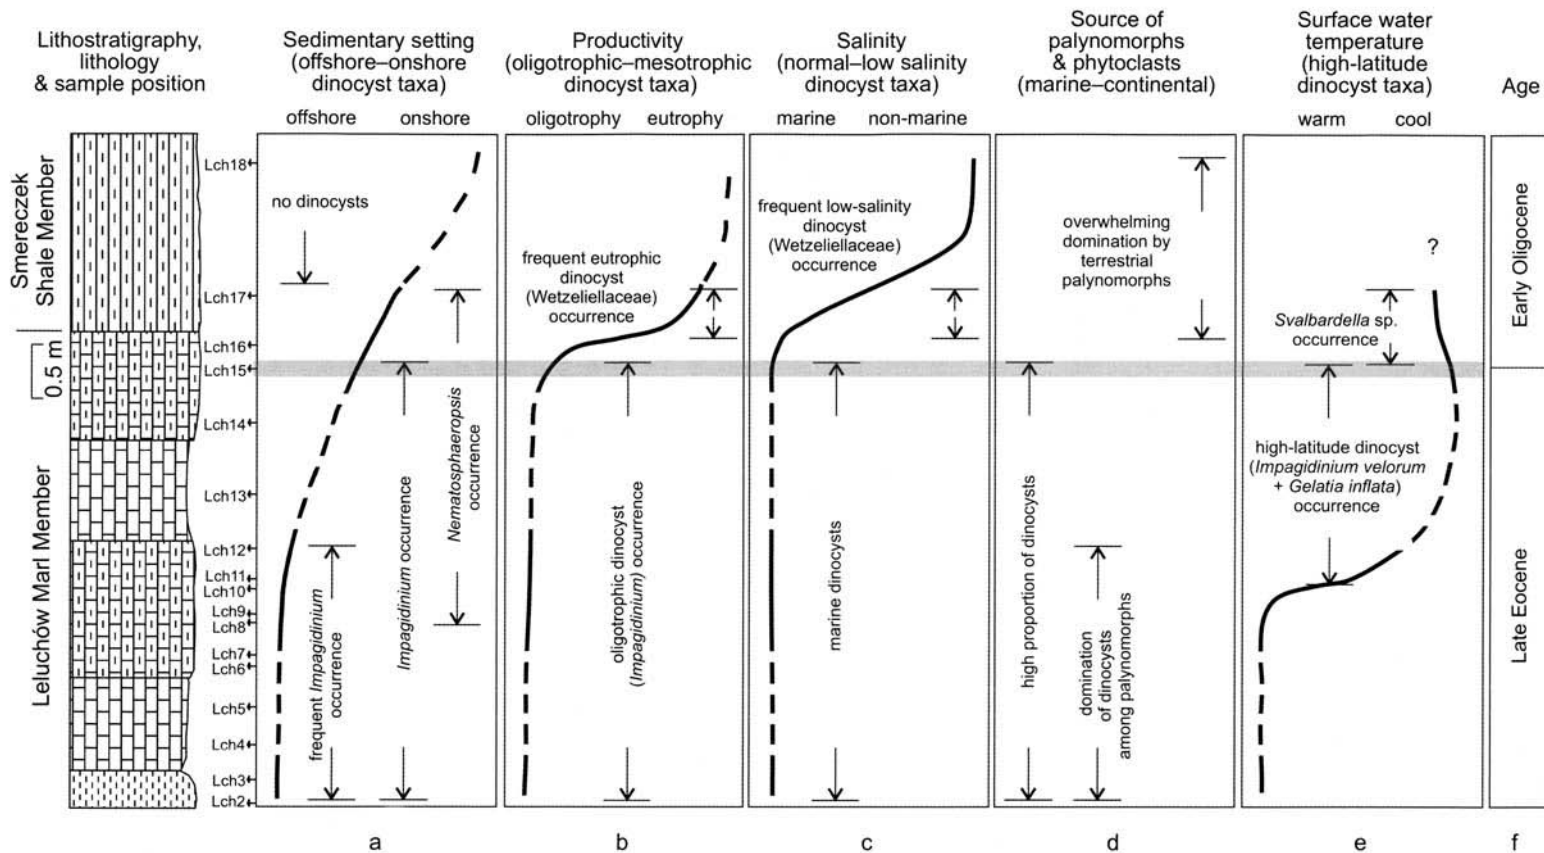 Lithostratigraphy,
lithology
& sample position
Sedimentary setting
(offshore–onshore
dinocyst taxa)
offshore
onshore
Productivity
(oligotrophic–mesotrophic
dinocyst taxa)
oligotrophy
eutrophy
Salinity
(normal–low salinity
dinocyst taxa)
marine
non-marine
Source of
palynomorphs
& phytoclasts
(marine–continental)
Surface water
temperature
(high-latitude
dinocyst taxa)
warm
cool
Age
Smereczek
Shale Member
Leluchów Marl Member
0.5 m
Lch18
Lch17
Lch16
Lch15
Lch14
Lch13
Lch12
Lch11
Lch10
Lch9
Lch8
Lch7
Lch6
Lch5
Lch4
Lch3
Lch2
no dinocysts
frequent Impagidinium
occurrence
Impagidinium occurrence
Nematosphaeropsis
occurrence
frequent eutrophic
dinocyst
(Wetzeliellaceae)
occurrence
oligotrophic dinocyst
(Impagidinium) occurrence
frequent low-salinity
dinocyst
(Wetzeliellaceae)
occurrence
marine dinocysts
overwhelming
domination by
terrestrial
palynomorphs
high proportion of dinocysts
domination
of dinocysts
among palynomorphs
?
Svalbardella sp.
occurrence
high-latitude dinocyst
(Impagidinium velorum
+ Gelatia inflata)
occurrence
Early Oligocene
Late Eocene
a
b
c
d
e
f